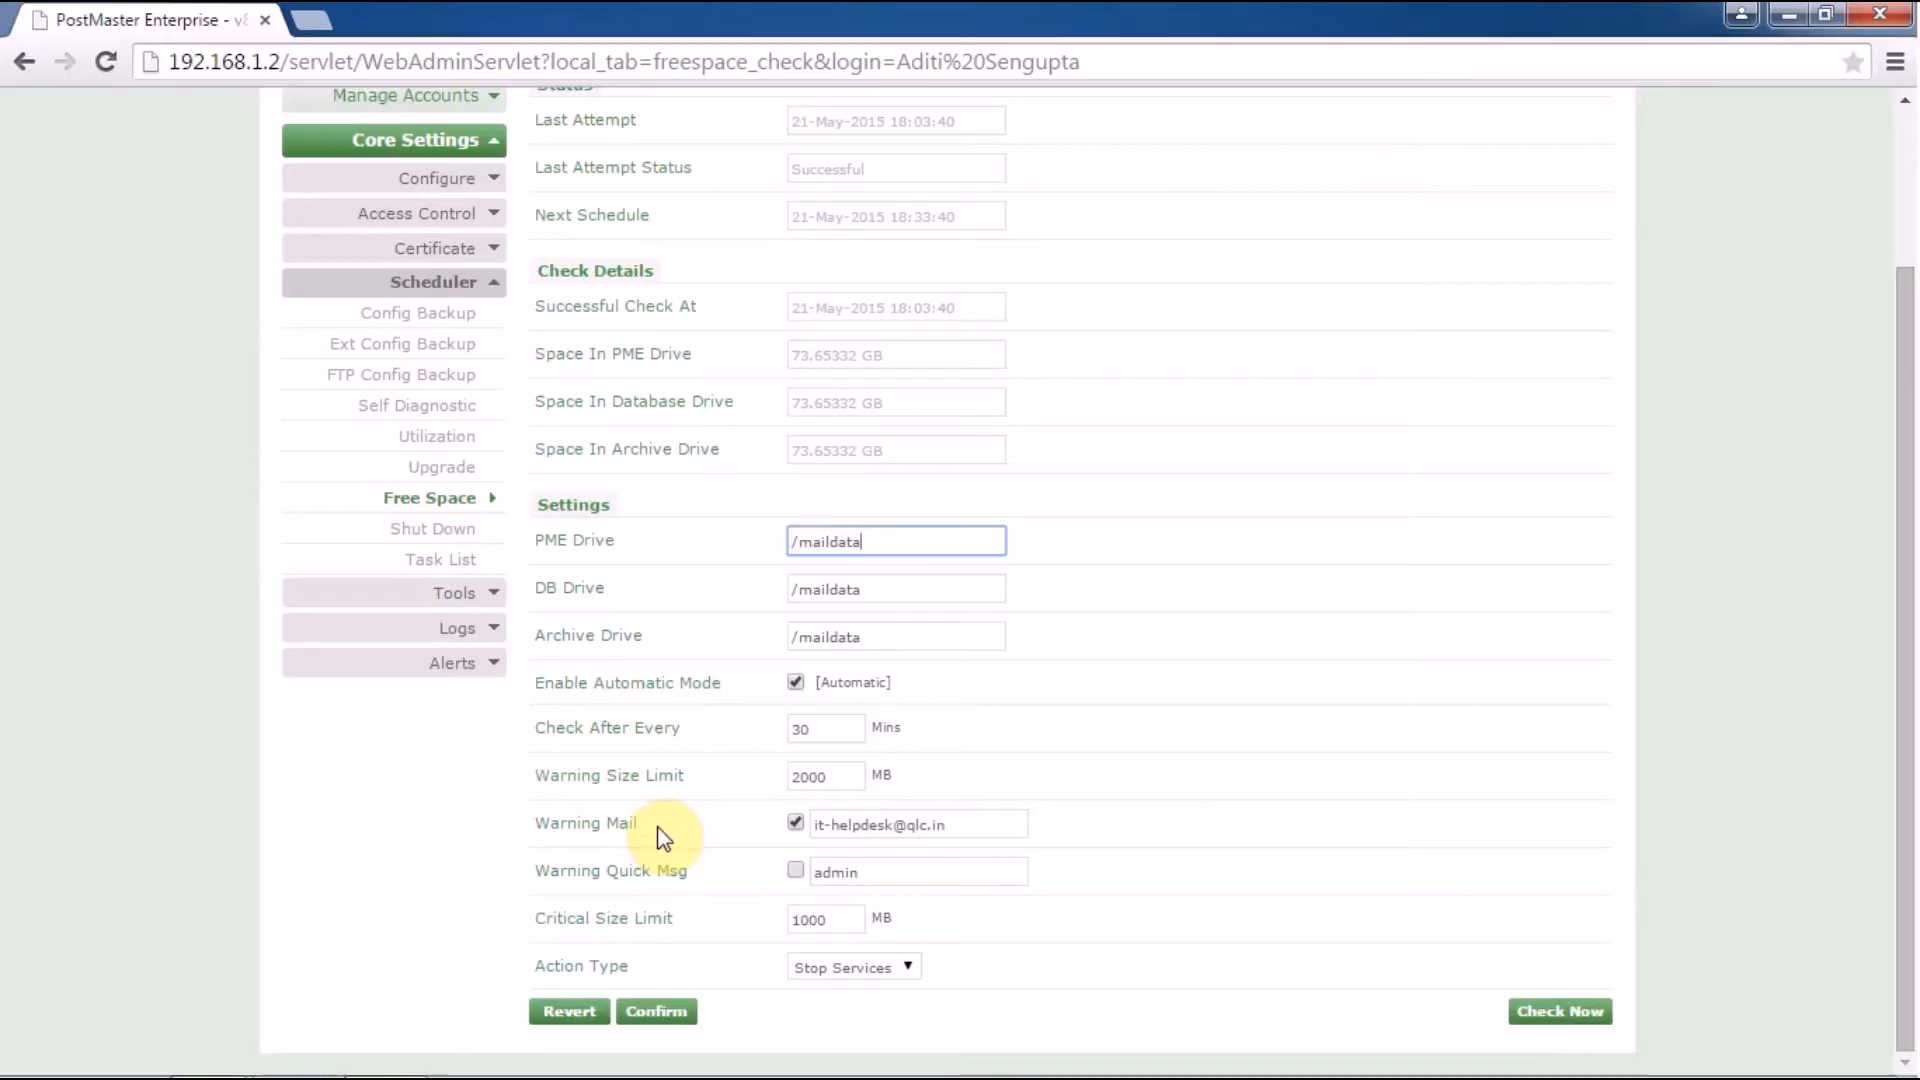 PostMaster Enterprise - v8
192.168.1.2/servlet/WebAdminServlet?local_tab=freespace_check&login=Aditi%20Sengupta
Manage Accounts
Core Settings
Configure
Access Control
Certificate
Scheduler
Config Backup
Ext Config Backup
FTP Config Backup
Self Diagnostic
Utilization
Upgrade
Free Space
Shut Down
Task List
Tools
Logs
Alerts
Status
Last Attempt 21-May-2015 18:03:40
Last Attempt Status Successful
Next Schedule 21-May-2015 18:33:40
Check Details
Successful Check At 21-May-2015 18:03:40
Space In PME Drive 73.65332 GB
Space In Database Drive 73.65332 GB
Space In Archive Drive 73.65332 GB
Settings
PME Drive /maildata
DB Drive /maildata
Archive Drive /maildata
Enable Automatic Mode [Automatic]
Check After Every 30 Mins
Warning Size Limit 2000 MB
Warning Mail it-helpdesk@qlc.in
Warning Quick Msg admin
Critical Size Limit 1000 MB
Action Type Stop Services
Revert Confirm Check Now